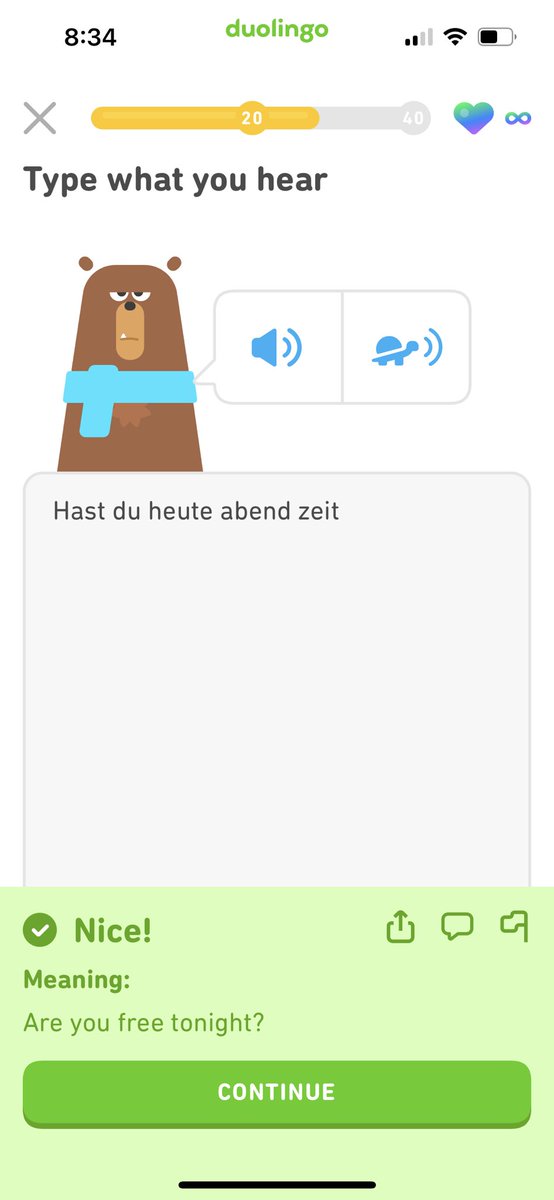 8:34
duolingo
20
40
Type what you hear
Hast du heute abend zeit
Nice!
Meaning:
Are you free tonight?
CONTINUE